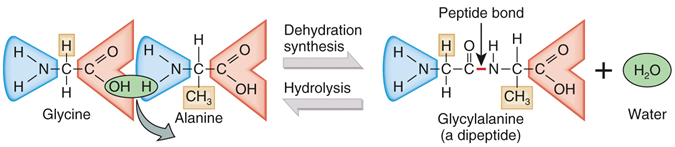 H
H
N
H
C
H
C
O
OH
Glycine
H
H
N
H
C
CH3
C
O
OH
Alanine
Dehydration
synthesis
Hydrolysis
Peptide bond
H
H
N
H
C
H
O
C
H
N
H
C
CH3
C
O
OH
Glycylalanine
(a dipeptide)
+
H2O
Water